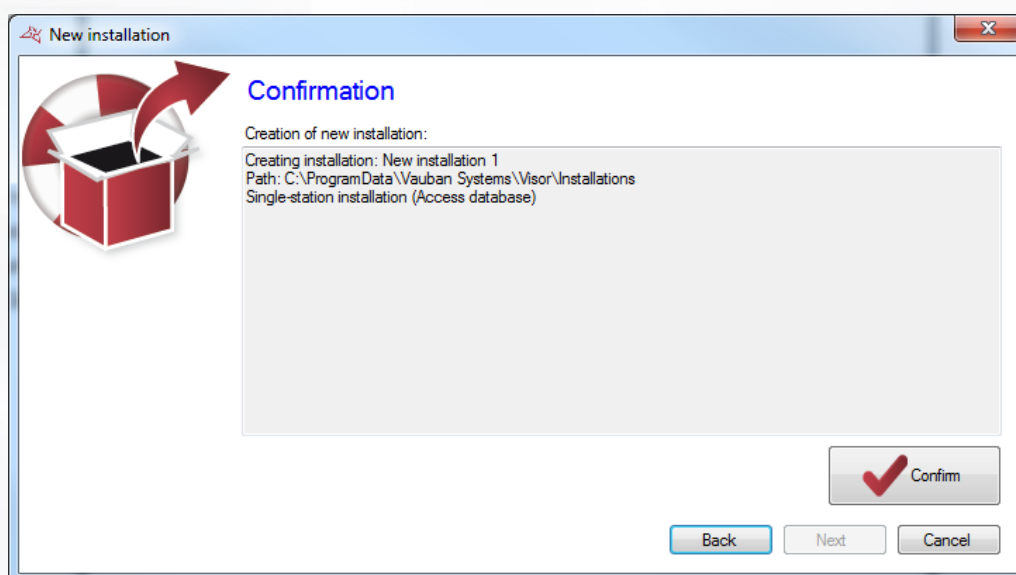 New installation
Confirmation
Creation of new installation:
Creating installation: New installation 1
Path: C:\ProgramData\Vauban Systems\Visor\Installations
Single-station installation (Access database)
Confirm
Back
Next
Cancel